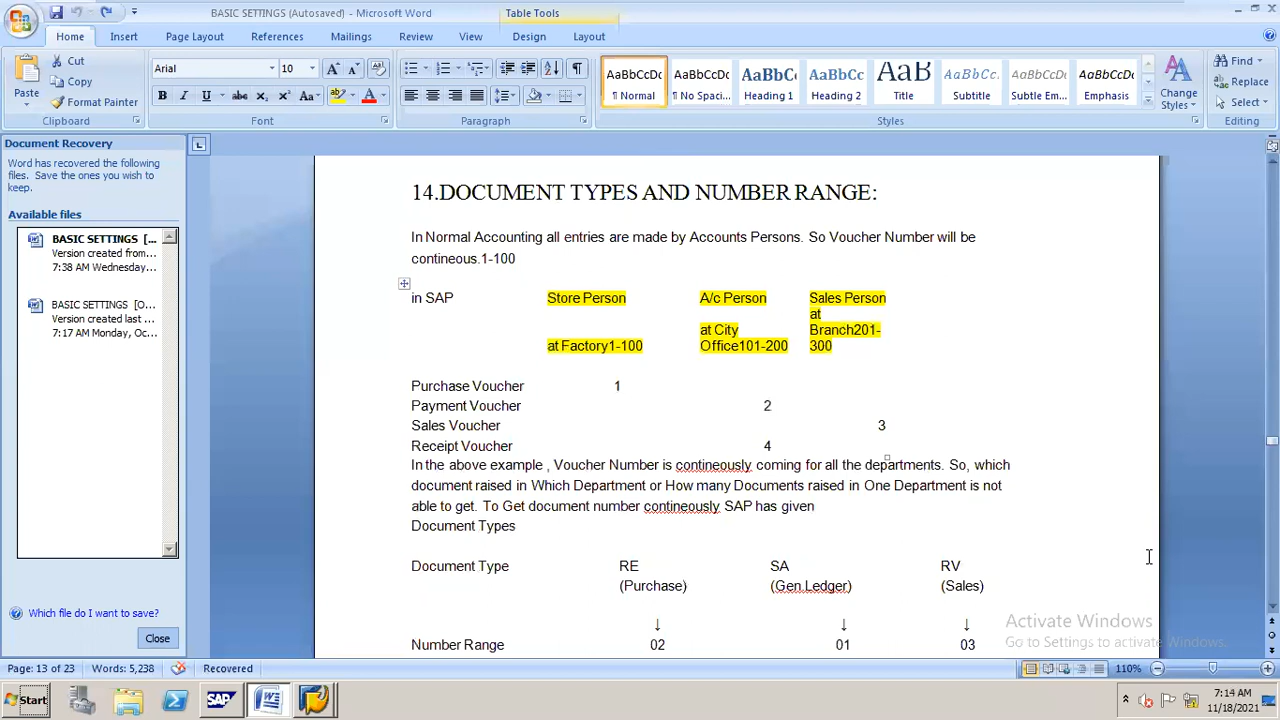 BASIC SETTINGS (Autosaved) - Microsoft Word
Table Tools
Home Insert Page Layout References Mailings Review View Design Layout
Paste
Cut
Copy
Format Painter
Clipboard
Arial 10
Font
Paragraph
AaBbCcDc AaBbCcDc AaBbC AaBbCc AaB AaBbCc. AaBbCcDc AaBbCcDc
¶ Normal ¶ No Spaci... Heading 1 Heading 2 Title Subtitle Subtle Em... Emphasis
Change
Styles
Styles
Find
Replace
Select
Editing
Document Recovery
Word has recovered the following
files. Save the ones you wish to
keep.
Available files
BASIC SETTINGS [...
Version created from...
7:38 AM Wednesday...
BASIC SETTINGS [O...
Version created last ...
7:17 AM Monday, Oc...
Which file do I want to save?
Close
14.DOCUMENT TYPES AND NUMBER RANGE:
In Normal Accounting all entries are made by Accounts Persons. So Voucher Number will be
contineous.1-100
in SAP Store Person A/c Person Sales Person
at
at City Branch201-
at Factory1-100 Office101-200 300
Purchase Voucher 1
Payment Voucher 2
Sales Voucher 3
Receipt Voucher 4
In the above example , Voucher Number is contineously coming for all the departments. So, which
document raised in Which Department or How many Documents raised in One Department is not
able to get. To Get document number contineously SAP has given
Document Types
Document Type RE SA RV
(Purchase) (Gen.Ledger) (Sales)
↓ ↓ ↓
Number Range 02 01 03
Activate Windows
Go to Settings to activate Windows.
Page: 13 of 23 Words: 5,238 Recovered 110%
Start SAP 7:14 AM
11/18/2021